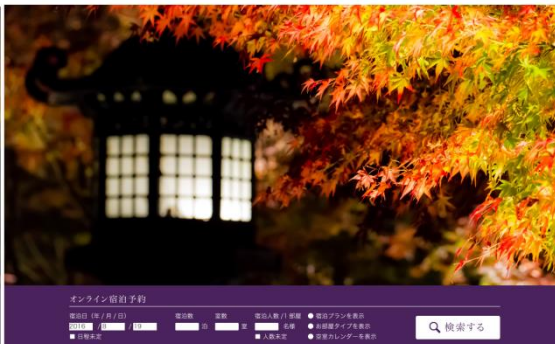 オンライン宿泊予約
宿泊日（年 / 月 / 日） 宿泊数 室数 宿泊人数 / 1 部屋 宿泊プランを表示
2016 / 8 / 19 泊 室 名様 お部屋タイプを表示
日程未定 人数未定 空室カレンダーを表示
検索する